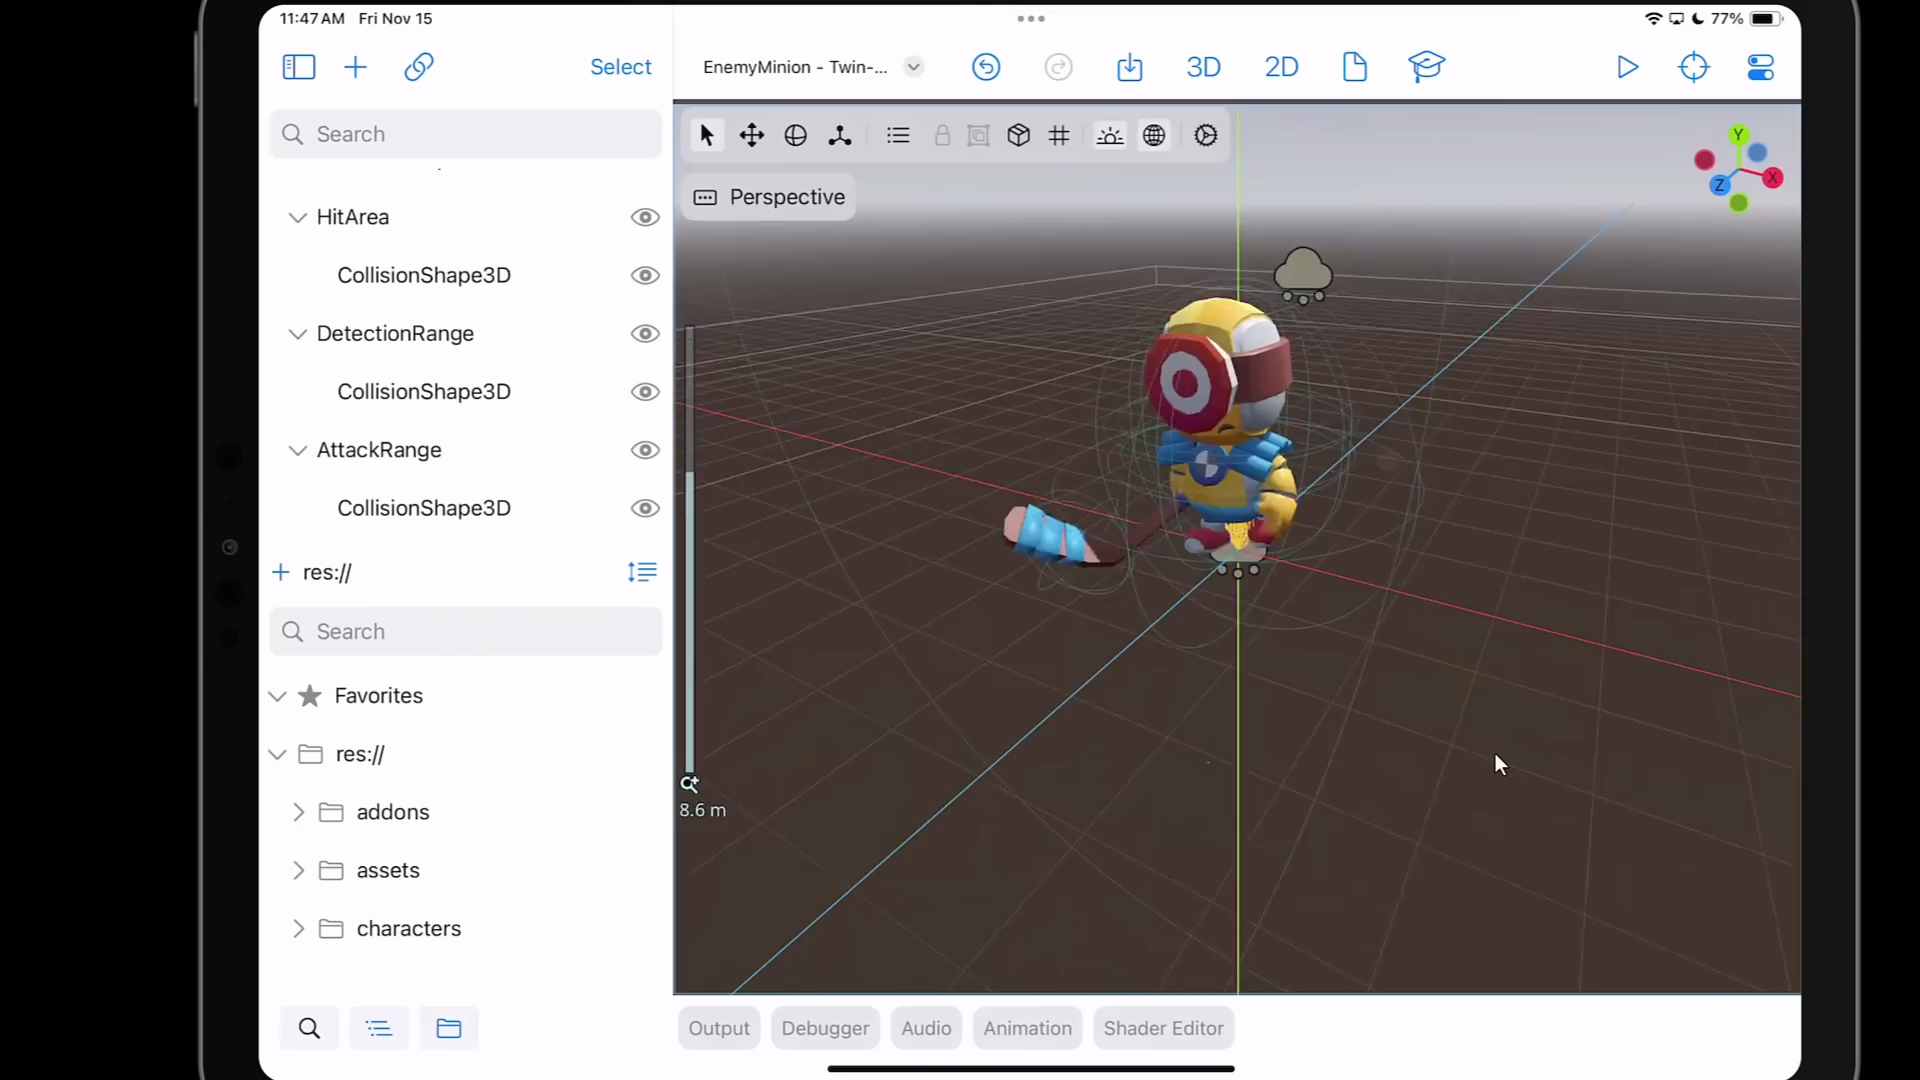 11:47 AM Fri Nov 15
77%
Select
EnemyMinion - Twin-...
3D
2D
Search
HitArea
CollisionShape3D
DetectionRange
CollisionShape3D
AttackRange
CollisionShape3D
res://
Search
Favorites
res://
addons
assets
characters
Perspective
Y
X
Z
8.6 m
Output
Debugger
Audio
Animation
Shader Editor